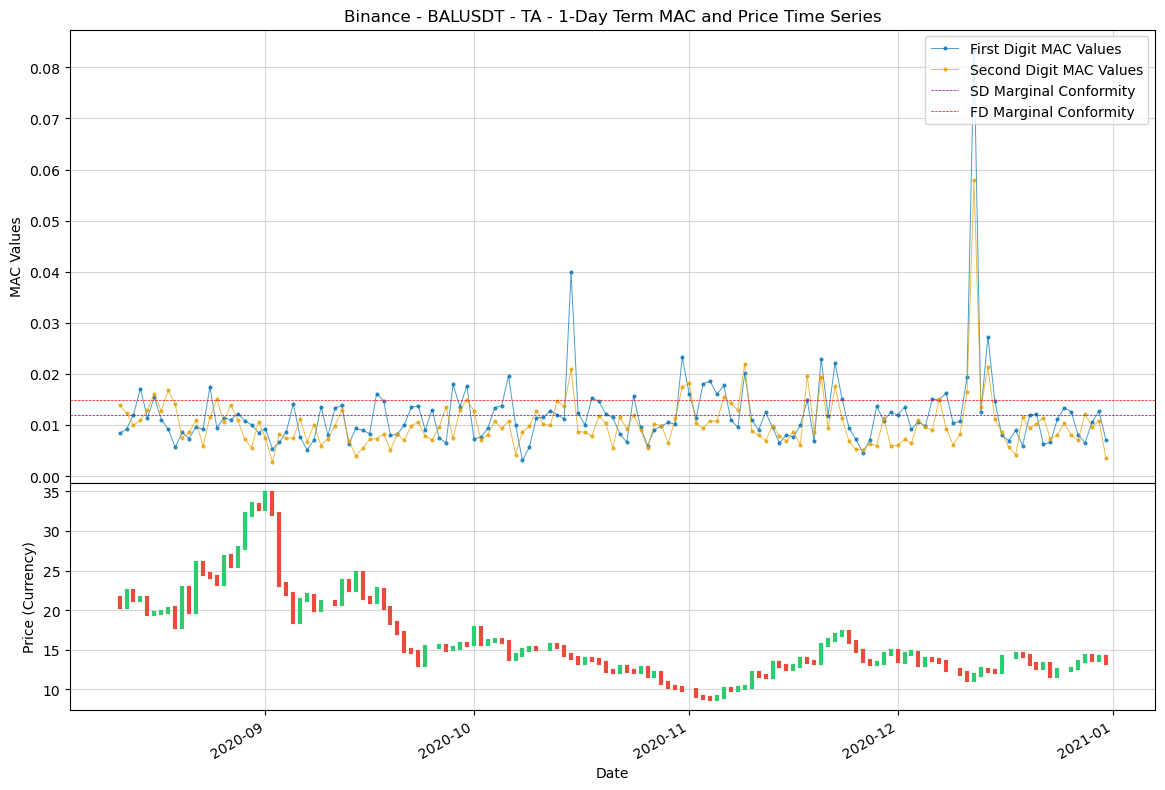 Binance - BALUSDT - TA - 1-Day Term MAC and Price Time Series
First Digit MAC Values
Second Digit MAC Values
SD Marginal Conformity
FD Marginal Conformity
MAC Values
0.08
0.07
0.06
0.05
0.04
0.03
0.02
0.01
0.00
Price (Currency)
35
30
25
20
15
10
2020-09
2020-10
2020-11
2020-12
2021-01
Date